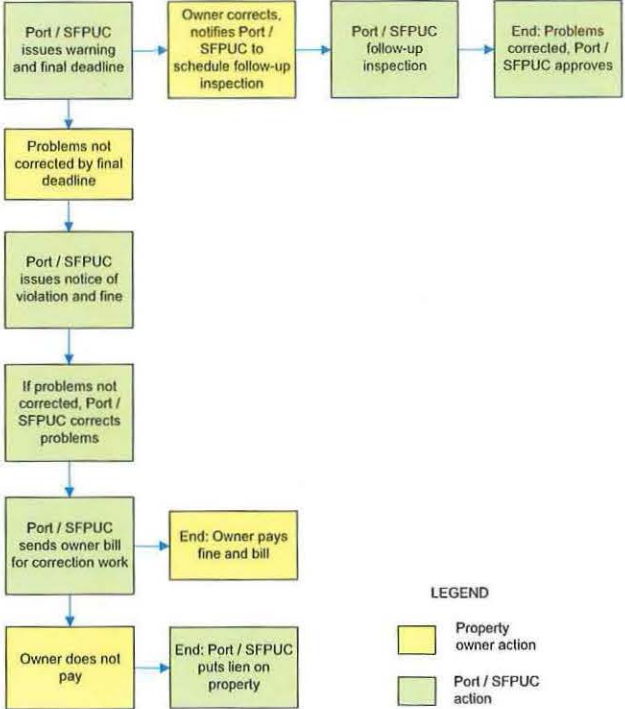 Port / SFPUC
issues warning
and final deadline
Owner corrects,
notifies Port /
SFPUC to
schedule follow-up
inspection
Port / SFPUC
follow-up
inspection
End: Problems
corrected, Port /
SFPUC approves
Problems not
corrected by final
deadline
Port / SFPUC
issues notice of
violation and fine
If problems not
corrected, Port /
SFPUC corrects
problems
Port / SFPUC
sends owner bill
for correction work
End: Owner pays
fine and bill
Owner does not
pay
End: Port / SFPUC
puts lien on
property
LEGEND
Property
owner action
Port / SFPUC
action